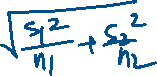 √(s₁²/n₁ + s₂²/n₂)